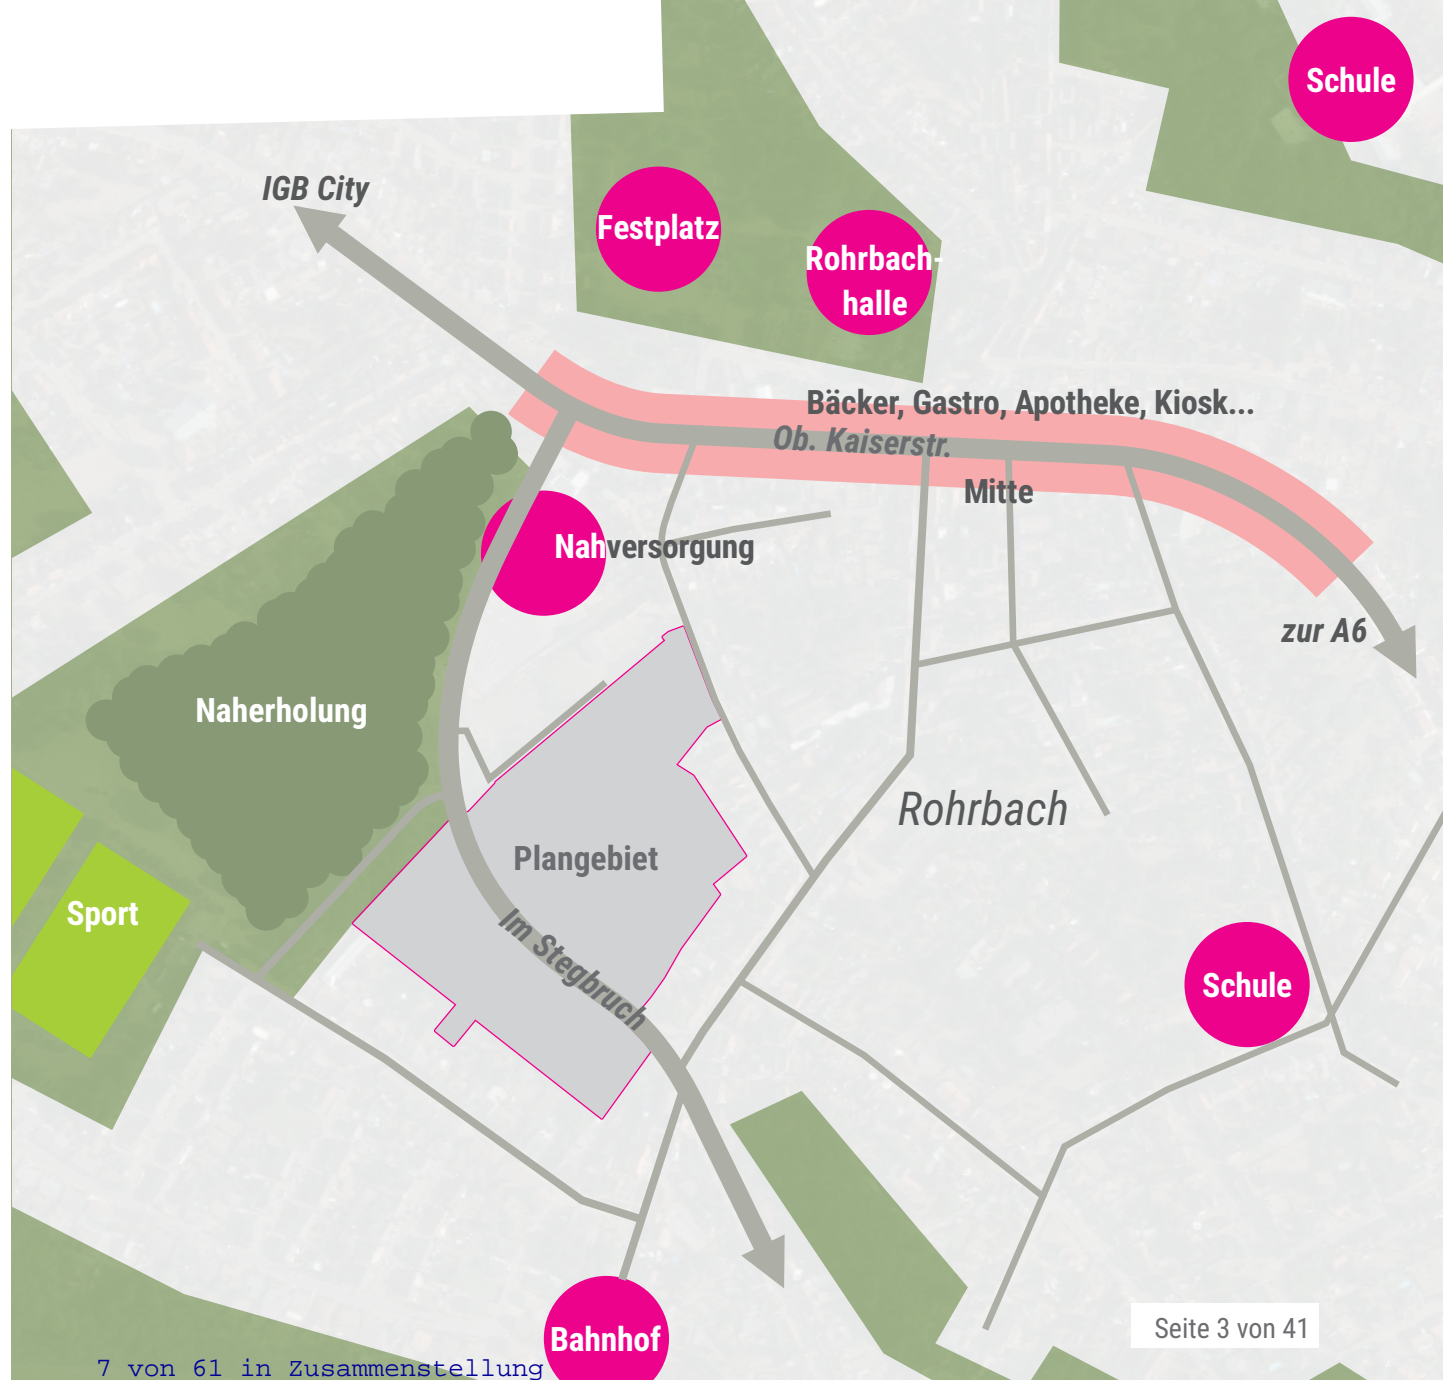 Schule
IGB City
Festplatz
Rohrbach-
halle
Bäcker, Gastro, Apotheke, Kiosk...
Ob. Kaiserstr.
Mitte
Nahversorgung
zur A6
Naherholung
Rohrbach
Plangebiet
Sport
Im Stegbruch
Schule
Seite 3 von 41
Bahnhof
7 von 61 in Zusammenstellung